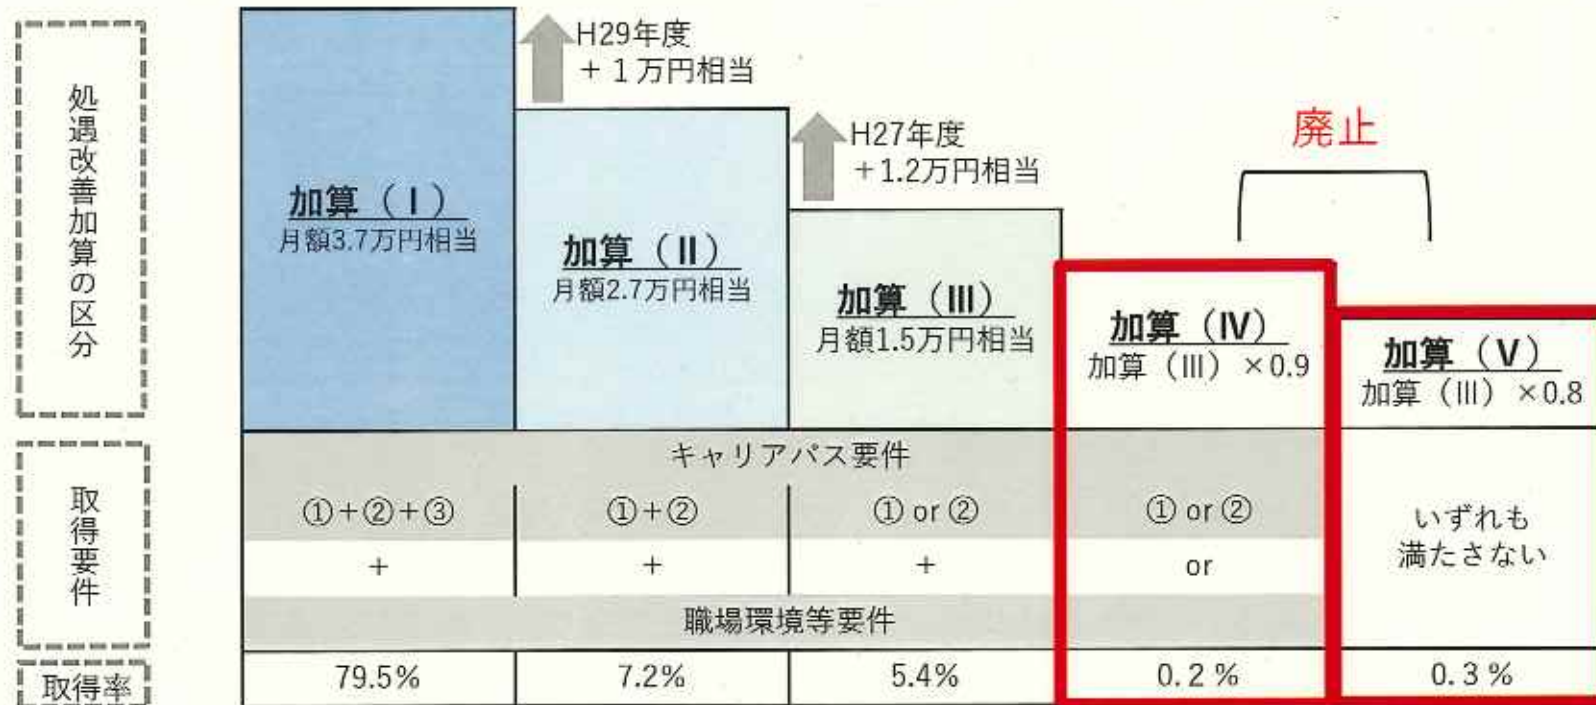 処遇改善加算の区分
加算（Ⅰ）
月額3.7万円相当
H29年度
＋１万円相当
加算（Ⅱ）
月額2.7万円相当
H27年度
＋1.2万円相当
加算（Ⅲ）
月額1.5万円相当
廃止
加算（Ⅳ）
加算（Ⅲ）×0.9
加算（Ⅴ）
加算（Ⅲ）×0.8
取得要件
キャリアパス要件
①+②+③
①+②
① or ②
① or ②
いずれも
満たさない
+
+
+
or
職場環境等要件
取得率
79.5%
7.2%
5.4%
0.2%
0.3%